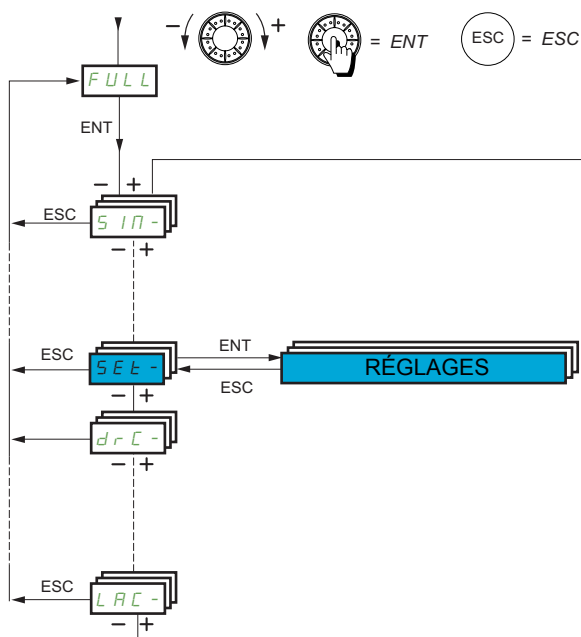 − + = ENT ESC = ESC
FULL
ENT
− +
ESC SIM-
− +
ESC SEt- ENT RÉGLAGES
ESC
− +
drC-
− +
ESC LAC-
− +